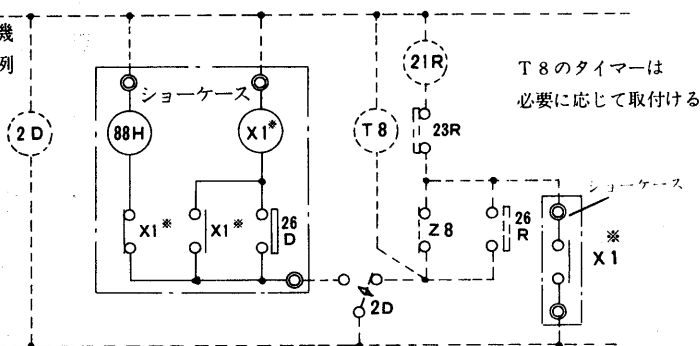 機
列
ショーケース
T8のタイマーは
必要に応じて取付ける
2D
88H
X1※
T8
21R
23R
X1※
X1※
26
D
Z8
26
R
ショーケース
※
X1
2D